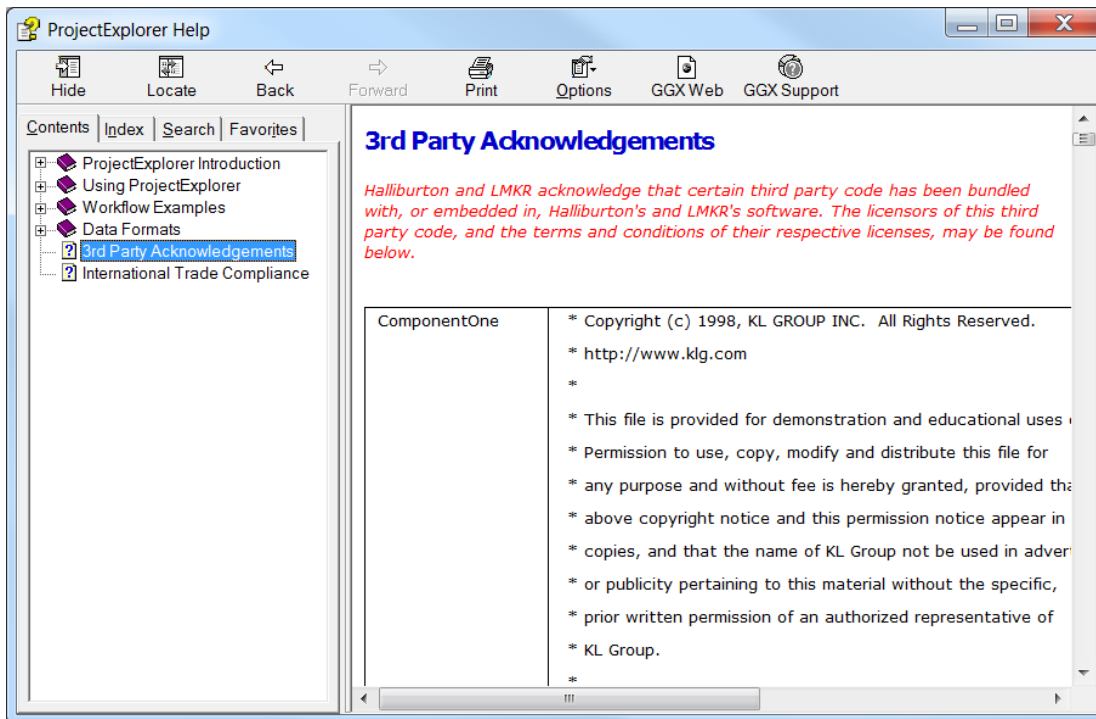 ProjectExplorer Help
Hide Locate Back Forward Print Options GGX Web GGX Support
Contents Index Search Favorites
ProjectExplorer Introduction
Using ProjectExplorer
Workflow Examples
Data Formats
3rd Party Acknowledgements
International Trade Compliance
3rd Party Acknowledgements
Halliburton and LMKR acknowledge that certain third party code has been bundled
with, or embedded in, Halliburton's and LMKR's software. The licensors of this third
party code, and the terms and conditions of their respective licenses, may be found
below.
ComponentOne
* Copyright (c) 1998, KL GROUP INC. All Rights Reserved.
* http://www.klg.com
*
* This file is provided for demonstration and educational uses
* Permission to use, copy, modify and distribute this file for
* any purpose and without fee is hereby granted, provided
* above copyright notice and this permission notice appear in
* copies, and that the name of KL Group not be used in
* or publicity pertaining to this material without the specific,
* prior written permission of an authorized representative of
* KL Group.
*